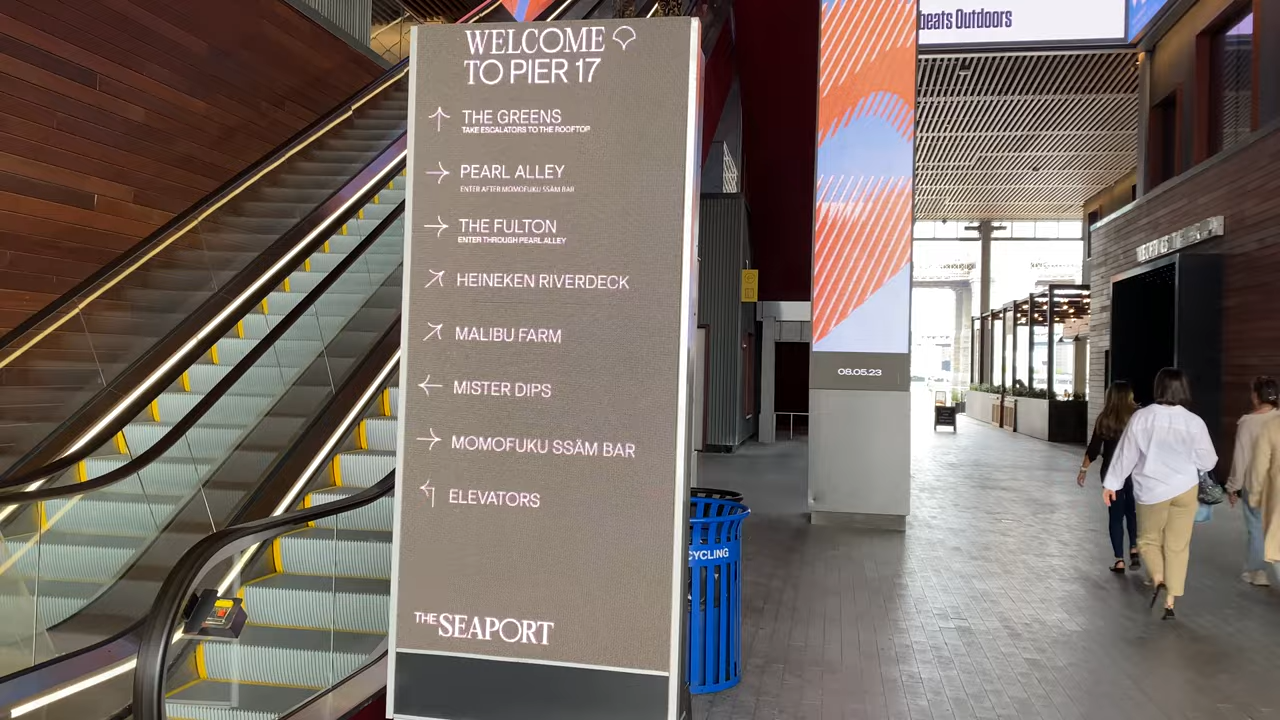 WELCOME
TO PIER 17
THE GREENS
TAKE ESCALATORS TO THE ROOFTOP
PEARL ALLEY
ENTER AFTER MOMOFUKU SSÄM BAR
THE FULTON
ENTER THROUGH PEARL ALLEY
HEINEKEN RIVERDECK
MALIBU FARM
MISTER DIPS
MOMOFUKU SSÄM BAR
ELEVATORS
THE SEAPORT
CYCLING
beats Outdoors
08.05.23